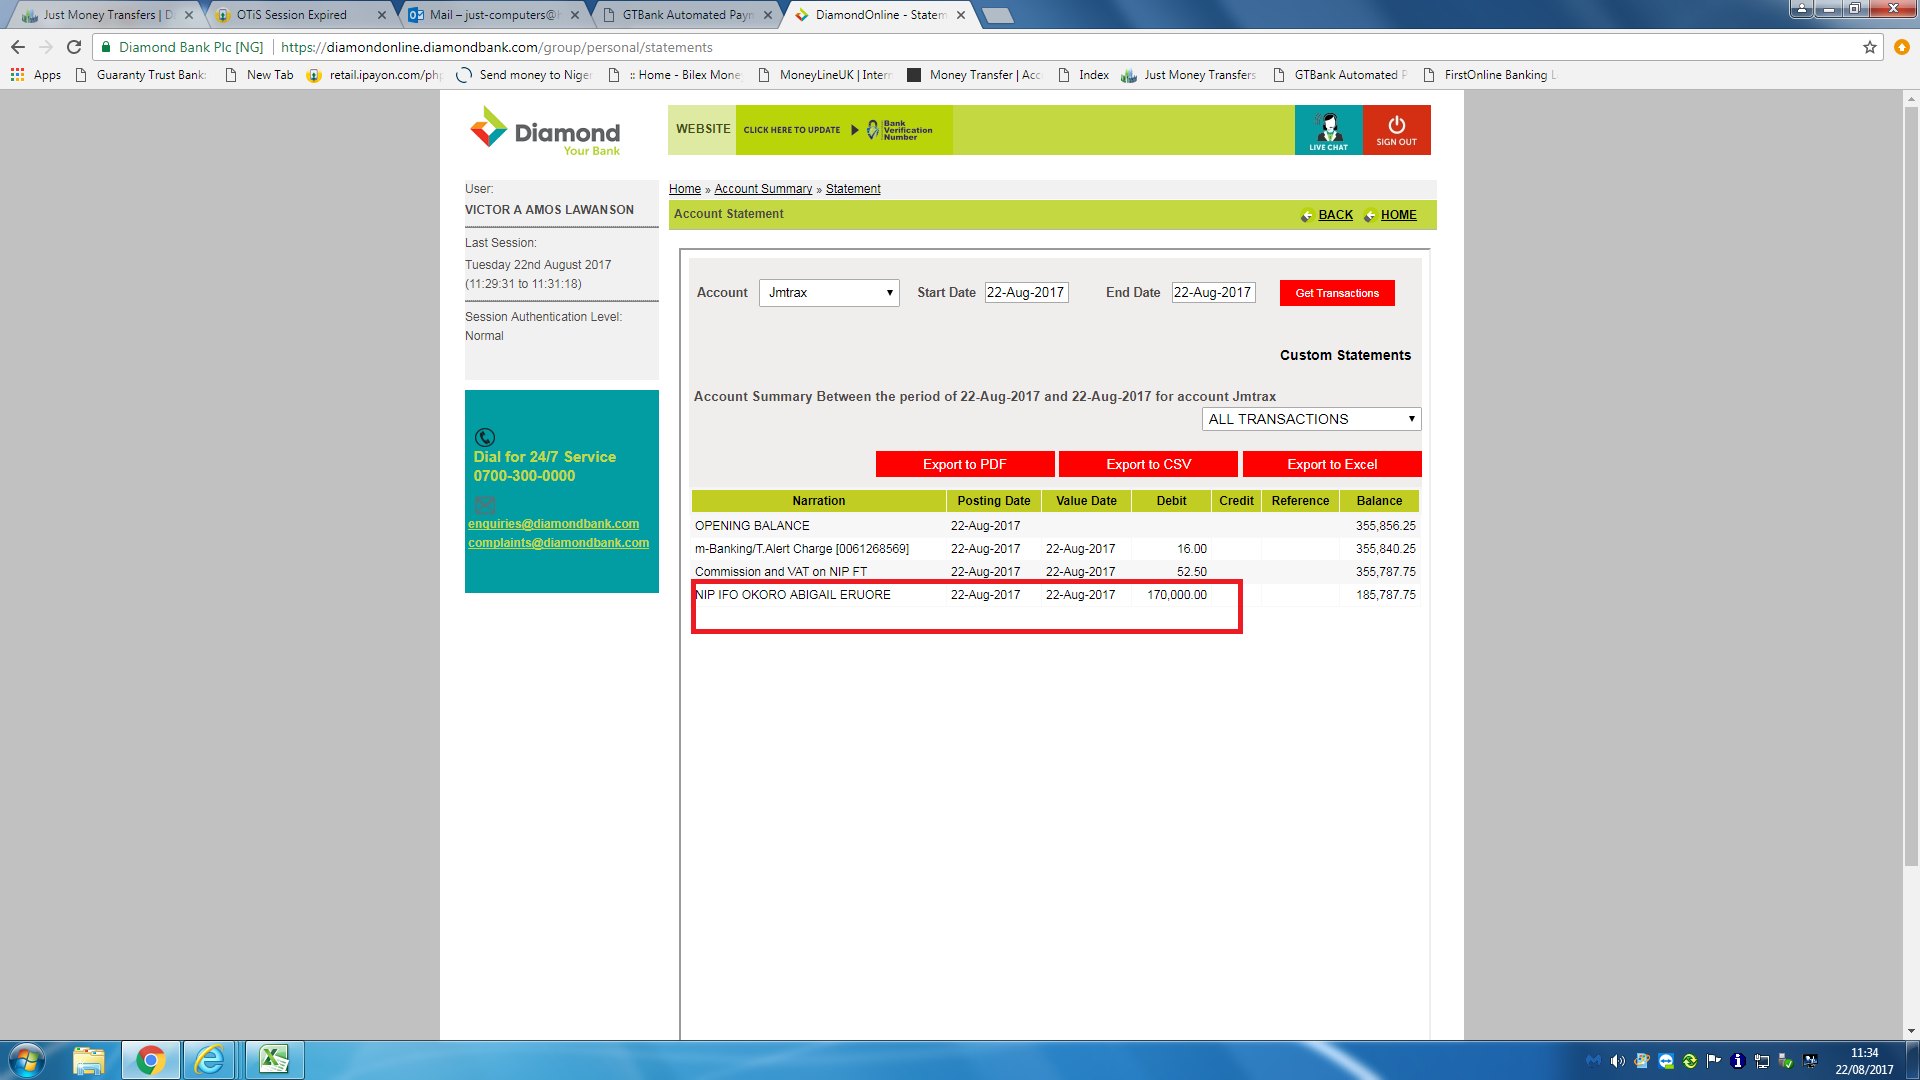 Just Money Transfers | D
OTiS Session Expired
Mail – just-computers@h
GTBank Automated Paym
DiamondOnline - Statem
Diamond Bank Plc [NG]
https://diamondonline.diamondbank.com/group/personal/statements
Apps
Guaranty Trust Bank
New Tab
retail.ipayon.com/php
Send money to Niger
:: Home - Bilex Mone
MoneyLineUK | Intern
Money Transfer | Acc
Index
Just Money Transfers
GTBank Automated P
FirstOnline Banking L
Diamond
Your Bank
WEBSITE
CLICK HERE TO UPDATE
Bank
Verification
Number
LIVE CHAT
SIGN OUT
User:
VICTOR A AMOS LAWANSON
Last Session:
Tuesday 22nd August 2017
(11:29:31 to 11:31:18)
Session Authentication Level:
Normal
Dial for 24/7 Service
0700-300-0000
enquiries@diamondbank.com
complaints@diamondbank.com
Home » Account Summary » Statement
Account Statement
BACK
HOME
Account Jmtrax Start Date 22-Aug-2017 End Date 22-Aug-2017 Get Transactions
Custom Statements
Account Summary Between the period of 22-Aug-2017 and 22-Aug-2017 for account Jmtrax
ALL TRANSACTIONS
Export to PDF Export to CSV Export to Excel
Narration Posting Date Value Date Debit Credit Reference Balance
OPENING BALANCE 22-Aug-2017 355,856.25
m-Banking/T.Alert Charge [0061268569] 22-Aug-2017 22-Aug-2017 16.00 355,840.25
Commission and VAT on NIP FT 22-Aug-2017 22-Aug-2017 52.50 355,787.75
NIP IFO OKORO ABIGAIL ERUORE 22-Aug-2017 22-Aug-2017 170,000.00 185,787.75
11:34
22/08/2017